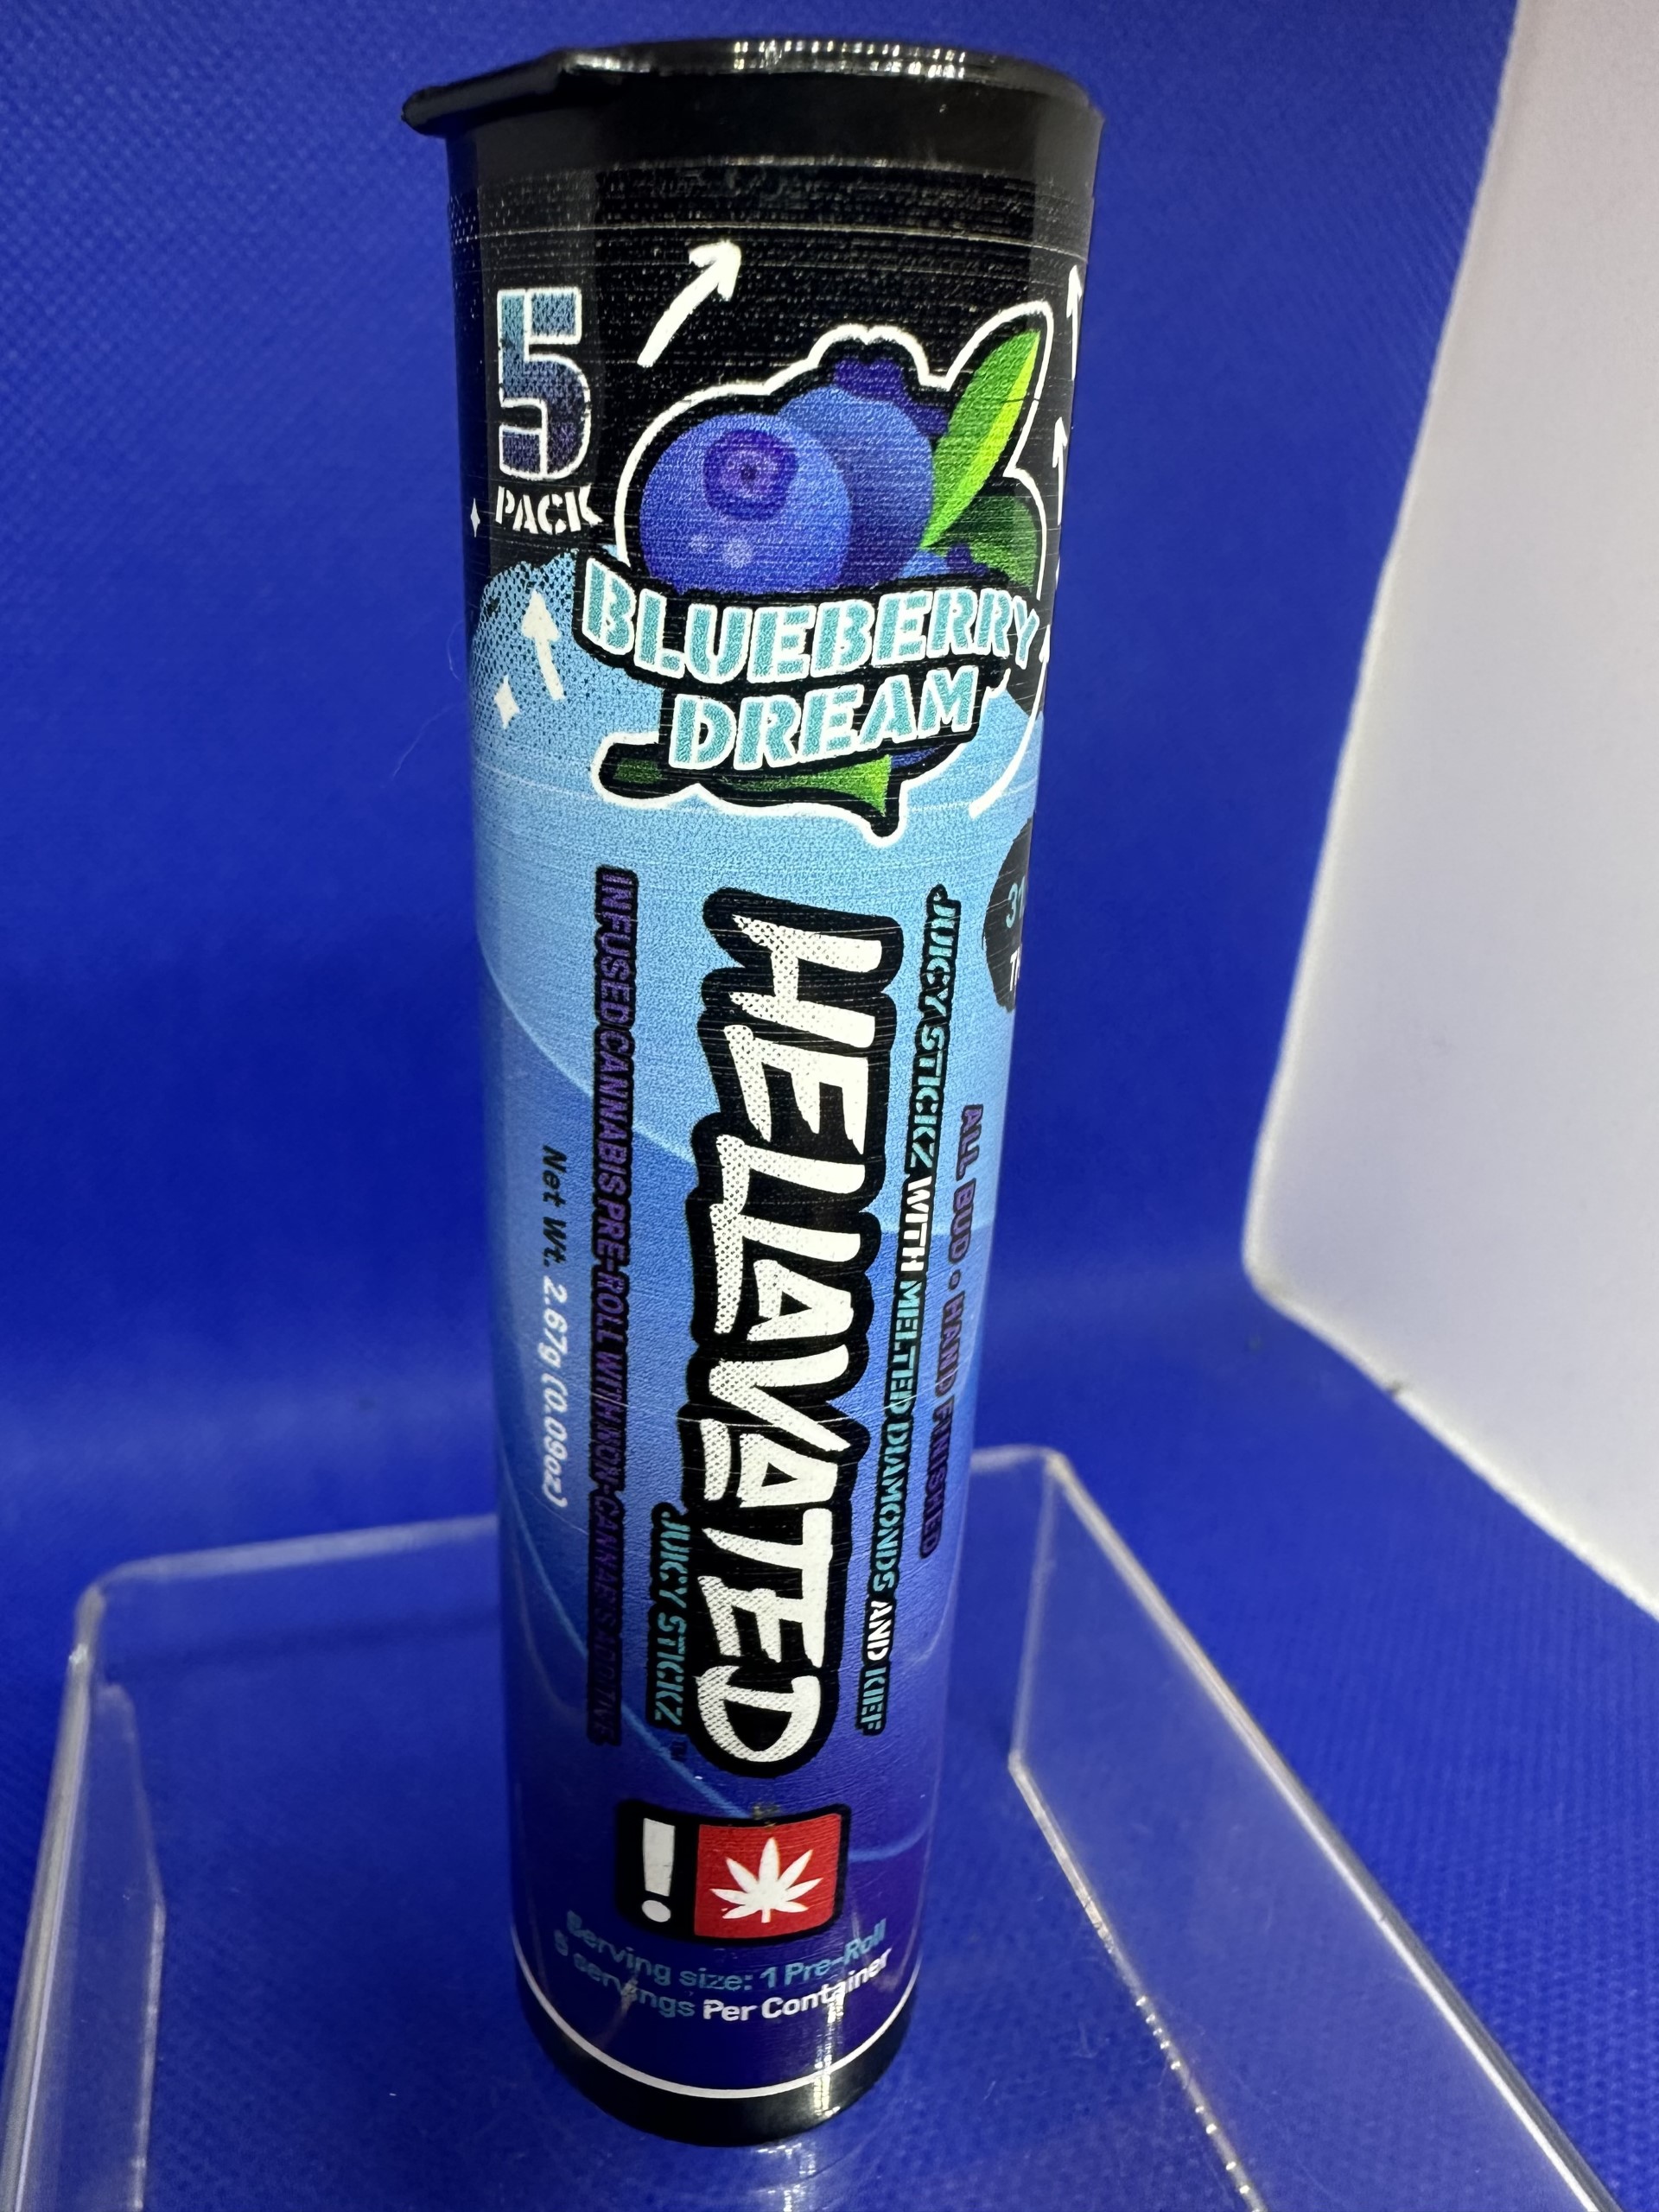 5
PACK
BLUEBERRY
DREAM
ALL BUD • HAND FINISHED
JUICY STICKZ WITH MELTED DIAMONDS AND KIEF
HELLAVATED
JUICY STICKZ™
INFUSED CANNABIS PRE-ROLL WITH NON-CANNABIS ADDITIVE
Net Wt. 2.67g (0.09oz)
!
Serving size: 1 Pre-Roll
5 servings Per Container